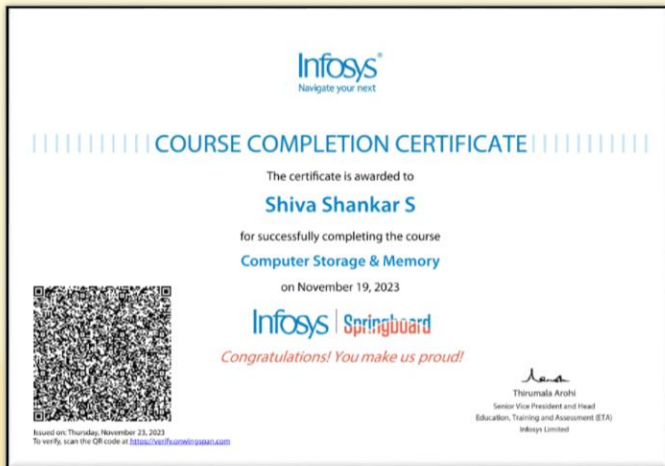 Infosys®
Navigate your next
COURSE COMPLETION CERTIFICATE
The certificate is awarded to
Shiva Shankar S
for successfully completing the course
Computer Storage & Memory
on November 19, 2023
Infosys | Springboard
Congratulations! You make us proud!
Thirumala Arohi
Senior Vice President and Head
Education, Training and Assessment (ETA)
Infosys Limited
Issued on: Thursday, November 23, 2023
To verify, scan the QR code at https://verify.onwingspan.com